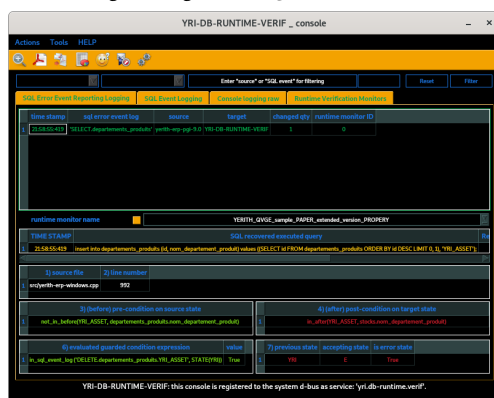 YRI-DB-RUNTIME-VERIF _ console
Actions Tools HELP
Enter "source" or "SQL event" for filtering Reset Filter
SQL Error Event Reporting Logging SQL Event Logging Console logging raw Runtime Verification Monitors
time stamp sql error event log source target changed qty runtime monitor ID
1 21:58:55:419 'SELECT.departements_produits' yerith-erp-pgi-9.0 YRI-DB-RUNTIME-VERIF 1 0
runtime monitor name YERITH_QVGE_sample_PAPER_extended_version_PROPERY
TIME STAMP SQL recovered executed query
1 21:58:55:419 insert into departements_produits (id, nom_departement_produit) values ((SELECT id FROM departements_produits ORDER BY id DESC LIMIT 0, 1), 'YRI_ASSET');
1) source file 2) line number
1 src/yerith-erp-windows.cpp 992
3) (before) pre-condition on source state 4) (after) post-condition on target state
1 not_in_before(YRI_ASSET, departements_produits.nom_departement_produit) 1 in_after(YRI_ASSET, stocks.nom_departement_produit)
6) evaluated guarded condition expression value 7) previous state accepting state is error state
1 in_sql_event_log('DELETE.departements_produits.YRI_ASSET', STATE(YRI)) True 1 YRI E True
YRI-DB-RUNTIME-VERIF: this console is registered to the system d-bus as service: 'yri.db-runtime.verif'.